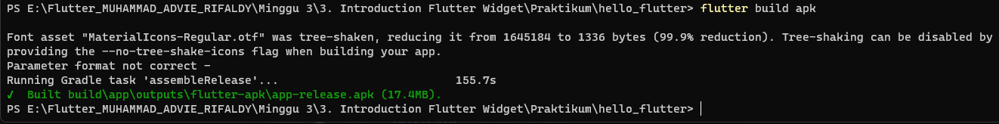 PS E:\Flutter_MUHAMMAD_ADVIE_RIFALDY\Minggu 3\3. Introduction Flutter Widget\Praktikum\hello_flutter> flutter build apk
Font asset "MaterialIcons-Regular.otf" was tree-shaken, reducing it from 1645184 to 1336 bytes (99.9% reduction). Tree-shaking can be disabled by
providing the --no-tree-shake-icons flag when building your app.
Parameter format not correct -
Running Gradle task 'assembleRelease'... 155.7s
√ Built build\app\outputs\flutter-apk\app-release.apk (17.4MB).
PS E:\Flutter_MUHAMMAD_ADVIE_RIFALDY\Minggu 3\3. Introduction Flutter Widget\Praktikum\hello_flutter>